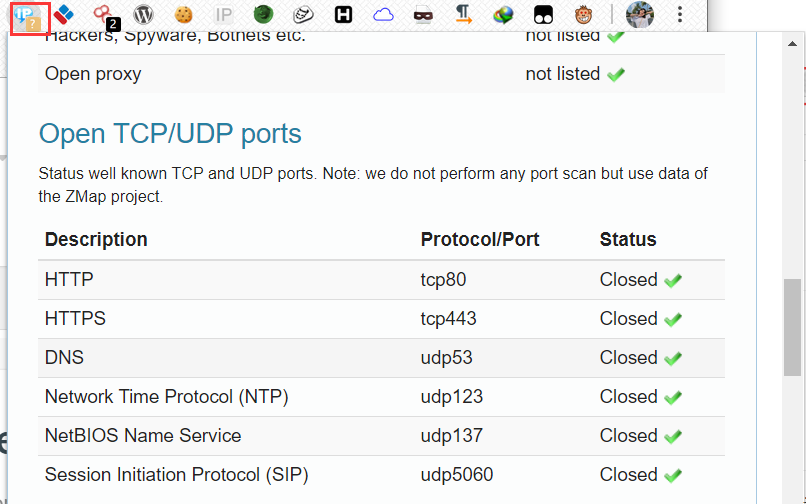 IP
?
2
IP
H
Hackers, Spyware, Botnets etc. not listed
Open proxy not listed
Open TCP/UDP ports
Status well known TCP and UDP ports. Note: we do not perform any port scan but use data of
the ZMap project.
Description Protocol/Port Status
HTTP tcp80 Closed
HTTPS tcp443 Closed
DNS udp53 Closed
Network Time Protocol (NTP) udp123 Closed
NetBIOS Name Service udp137 Closed
Session Initiation Protocol (SIP) udp5060 Closed